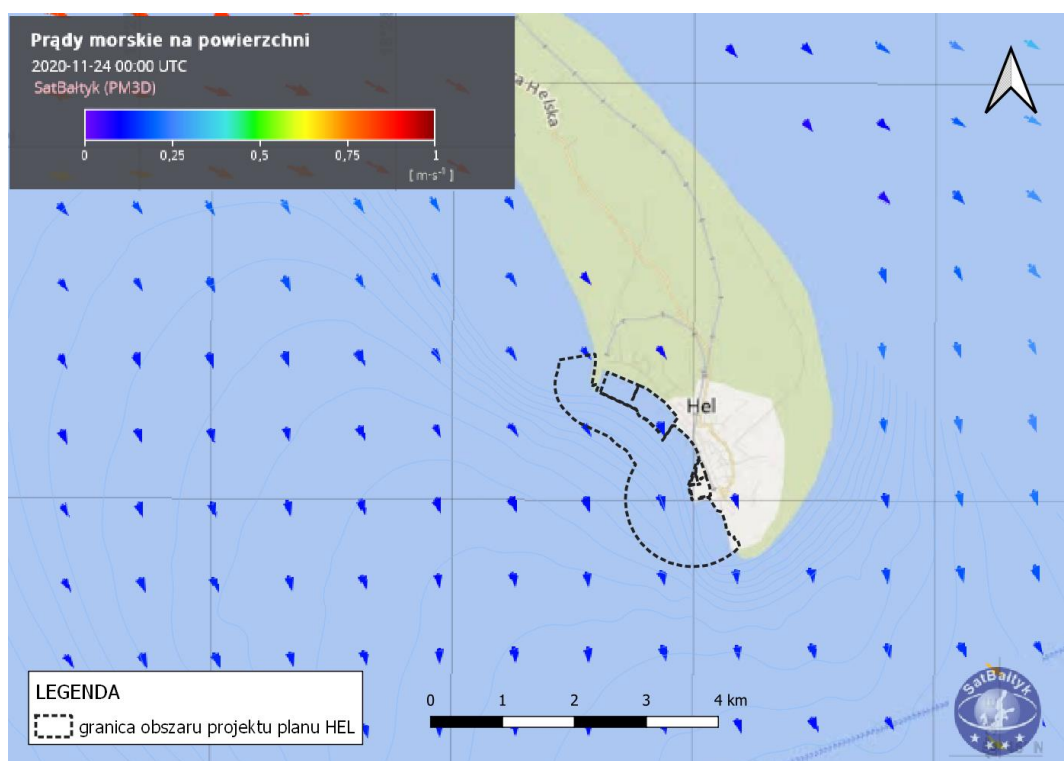 Prądy morskie na powierzchni
2020-11-24 00:00 UTC
SatBałtyk (PM3D)
0 0,25 0,5 0,75 1
[ m·s⁻¹ ]
a Helska
Hel
LEGENDA
granica obszaru projektu planu HEL
0 1 2 3 4 km
SatBałtyk
N